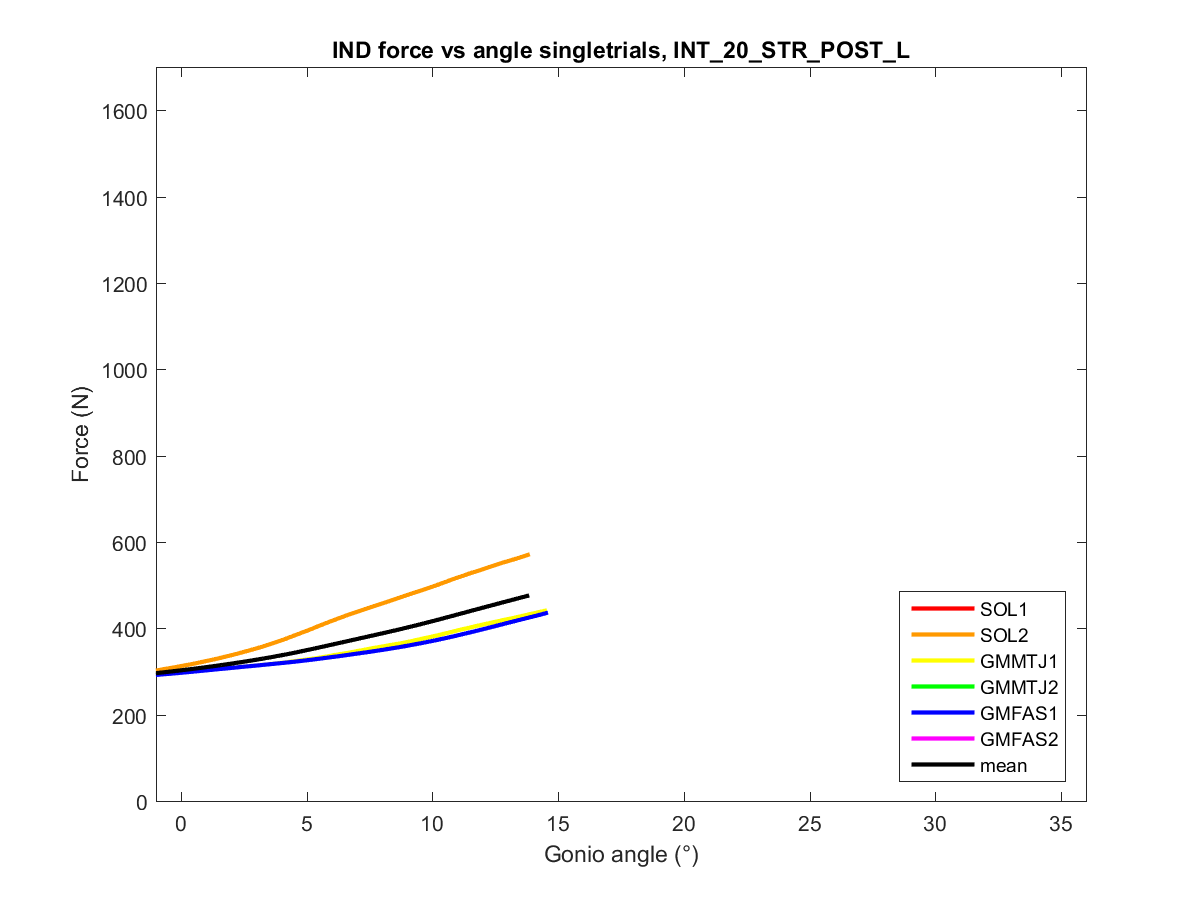 IND force vs angle singletrials, INT_20_STR_POST_L
1600
1400
1200
1000
800
600
400
200
0
Force (N)
0 5 10 15 20 25 30 35
Gonio angle (°)
SOL1
SOL2
GMMTJ1
GMMTJ2
GMFAS1
GMFAS2
mean